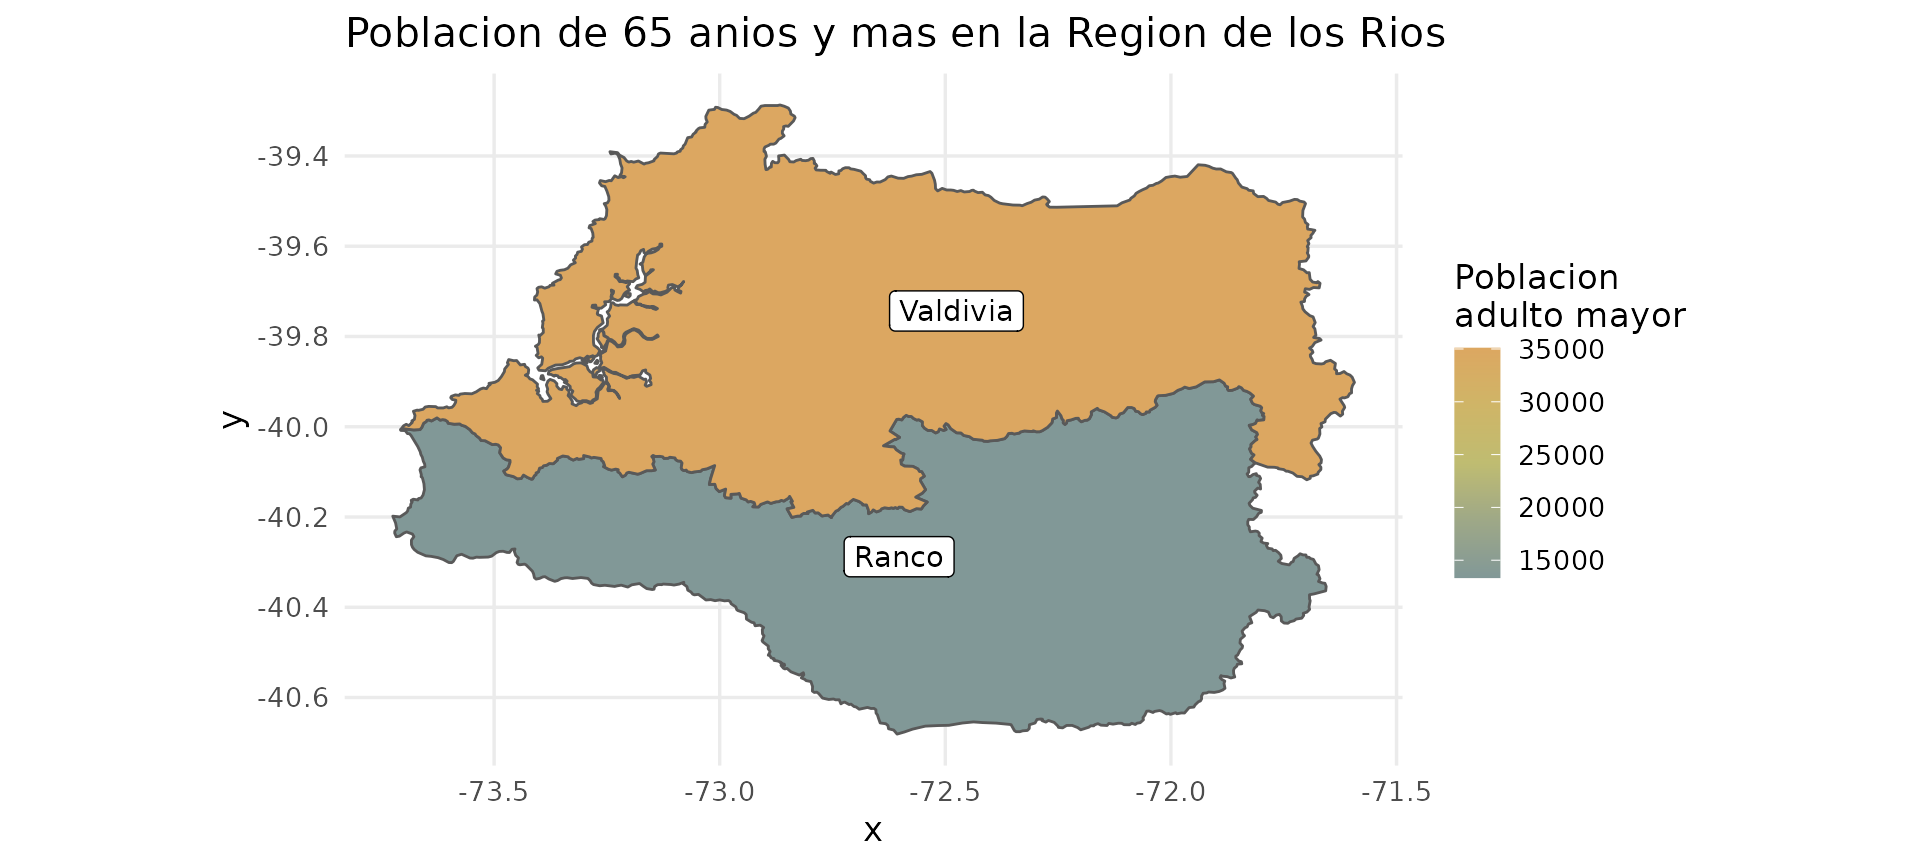 Poblacion de 65 anios y mas en la Region de los Rios
-39.4
-39.6
-39.8
-40.0
-40.2
-40.4
-40.6
y
Valdivia
Ranco
-73.5
-73.0
-72.5
-72.0
-71.5
x
Poblacion
adulto mayor
35000
30000
25000
20000
15000